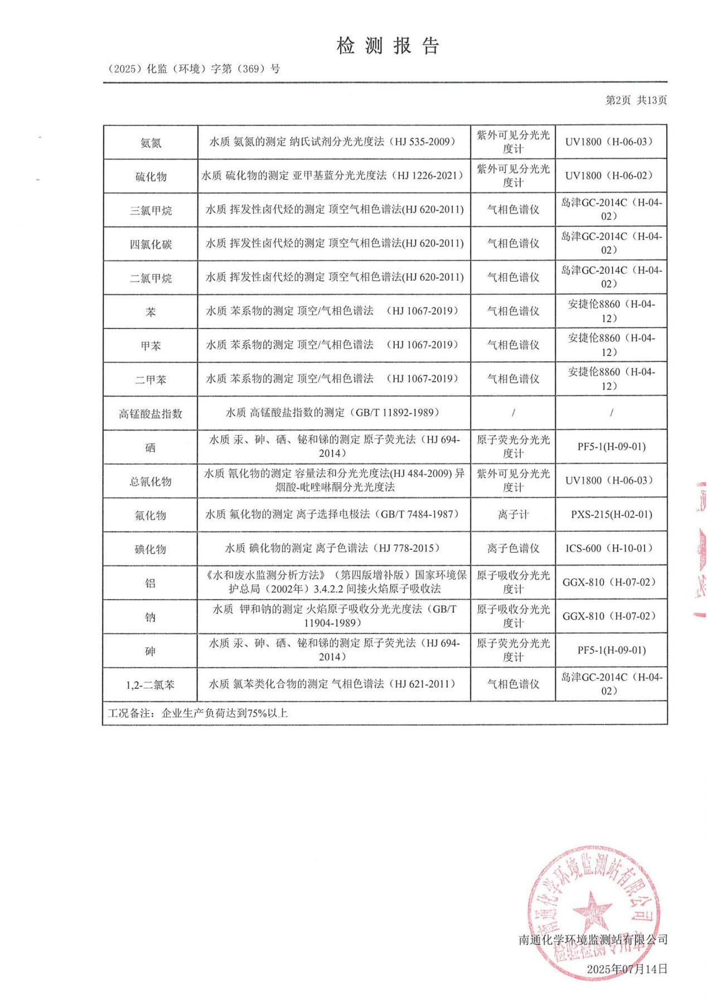 检测报告
（2025）化监（环境）字第（369）号
第2页 共13页
氨氮
水质 氨氮的测定 纳氏试剂分光光度法（HJ 535-2009）
紫外可见分光光
度计
UV1800（H-06-03）
硫化物
水质 硫化物的测定 亚甲基蓝分光光度法（HJ 1226-2021）
紫外可见分光光
度计
UV1800（H-06-02）
三氯甲烷
水质 挥发性卤代烃的测定 顶空气相色谱法(HJ 620-2011)
气相色谱仪
岛津GC-2014C（H-04-
02）
四氯化碳
水质 挥发性卤代烃的测定 顶空气相色谱法(HJ 620-2011)
气相色谱仪
岛津GC-2014C（H-04-
02）
二氯甲烷
水质 挥发性卤代烃的测定 顶空气相色谱法(HJ 620-2011)
气相色谱仪
岛津GC-2014C（H-04-
02）
苯
水质 苯系物的测定 顶空/气相色谱法 （HJ 1067-2019）
气相色谱仪
安捷伦8860（H-04-
12）
甲苯
水质 苯系物的测定 顶空/气相色谱法 （HJ 1067-2019）
气相色谱仪
安捷伦8860（H-04-
12）
二甲苯
水质 苯系物的测定 顶空/气相色谱法 （HJ 1067-2019）
气相色谱仪
安捷伦8860（H-04-
12）
高锰酸盐指数
水质 高锰酸盐指数的测定（GB/T 11892-1989）
/
/
硒
水质 汞、砷、硒、铋和锑的测定 原子荧光法（HJ 694-
2014）
原子荧光分光光
度计
PF5-1(H-09-01)
总氰化物
水质 氰化物的测定 容量法和分光光度法(HJ 484-2009) 异
烟酸-吡唑啉酮分光光度法
紫外可见分光光
度计
UV1800（H-06-03）
氟化物
水质 氟化物的测定 离子选择电极法（GB/T 7484-1987）
离子计
PXS-215(H-02-01)
碘化物
水质 碘化物的测定 离子色谱法（HJ 778-2015）
离子色谱仪
ICS-600（H-10-01）
铝
《水和废水监测分析方法》（第四版增补版）国家环境保
护总局（2002年）3.4.2.2 间接火焰原子吸收法
原子吸收分光光
度计
GGX-810（H-07-02）
钠
水质 钾和钠的测定 火焰原子吸收分光光度法（GB/T
11904-1989）
原子吸收分光光
度计
GGX-810（H-07-02）
砷
水质 汞、砷、硒、铋和锑的测定 原子荧光法（HJ 694-
2014）
原子荧光分光光
度计
PF5-1(H-09-01)
1,2-二氯苯
水质 氯苯类化合物的测定 气相色谱法（HJ 621-2011）
气相色谱仪
岛津GC-2014C（H-04-
02）
工况备注：企业生产负荷达到75%以上
南通化学环境监测站有限公司
南通化学环境监测站有限公司
检验检测专用章
2025年07月14日